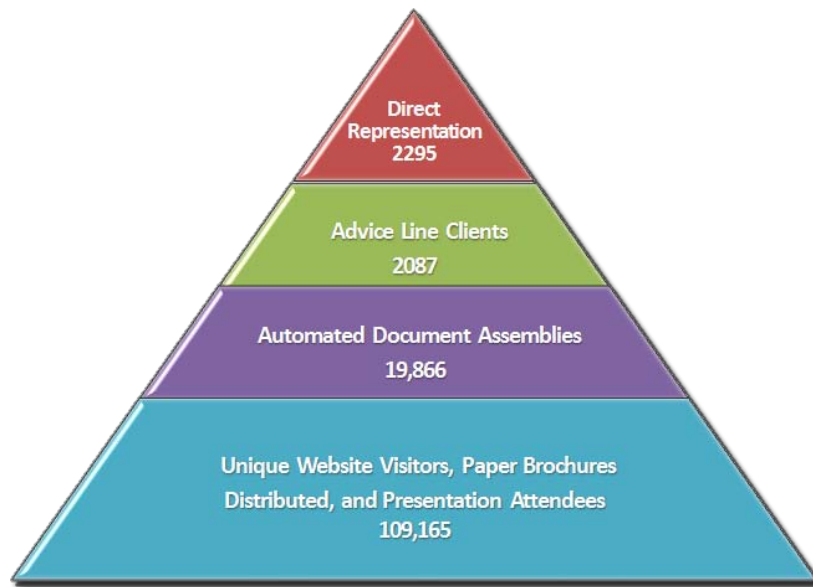 Direct
Representation
2295
Advice Line Clients
2087
Automated Document Assemblies
19,866
Unique Website Visitors, Paper Brochures
Distributed, and Presentation Attendees
109,165